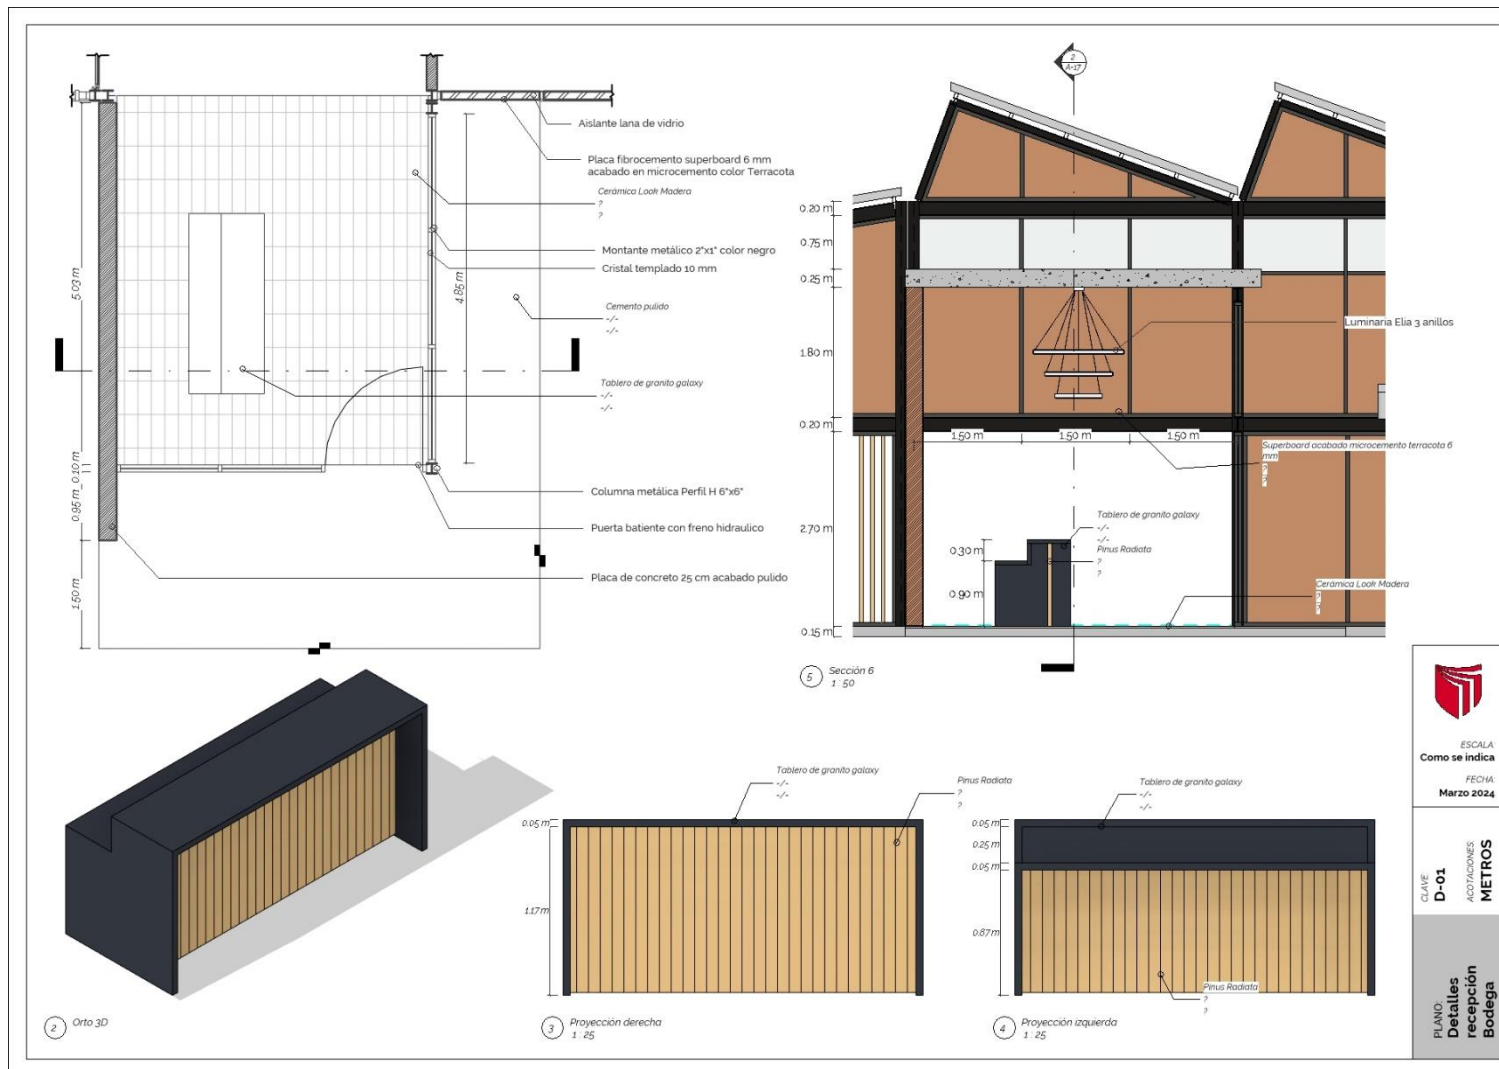 Aislante lana de vidrio
Placa fibrocemento superboard 6 mm
acabado en microcemento color Terracota
Cerámica Look Madera
?
?
Montante metálico 2"x1" color negro
Cristal templado 10 mm
Cemento pulido
-/-
-/-
Tablero de granito galaxy
-/-
-/-
Columna metálica Perfil H 6"x6"
Puerta batiente con freno hidraulico
Placa de concreto 25 cm acabado pulido
5.03 m
4.85 m
0.10 m
0.95 m
1.50 m
2
A-17
0.20 m
0.75 m
0.25 m
1.80 m
0.20 m
2.70 m
0.15 m
Luminaria Elia 3 anillos
1.50 m
1.50 m
1.50 m
Superboard acabado microcemento terracota 6
mm
Tablero de granito galaxy
-/-
-/-
Pinus Radiata
?
?
0.30 m
0.90 m
Cerámica Look Madera
5
Sección 6
1 : 50
2
Orto 3D
Tablero de granito galaxy
-/-
-/-
Pinus Radiata
?
?
0.05 m
1.17 m
3
Proyección derecha
1 : 25
Tablero de granito galaxy
-/-
-/-
0.05 m
0.25 m
0.05 m
0.87 m
Pinus Radiata
?
?
4
Proyección izquierda
1 : 25
ESCALA:
Como se indica
FECHA:
Marzo 2024
CLAVE:
D-01
ACOTACIONES:
METROS
PLANO:
Detalles
recepción
Bodega